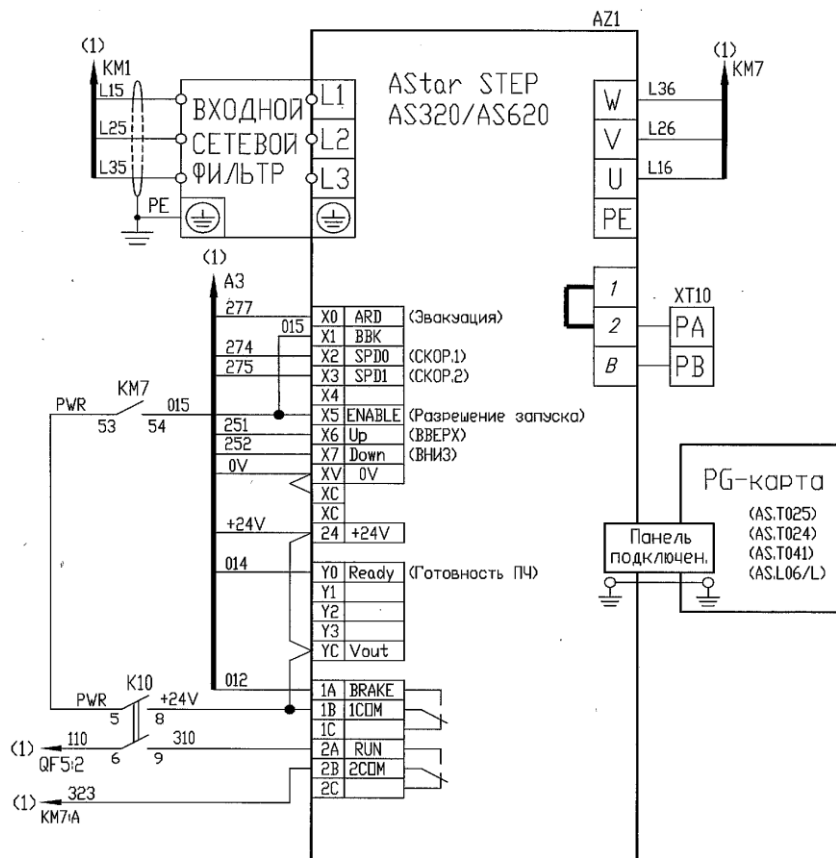 AZ1
(1)
KM1
L15
L25
L35
PE
ВХОДНОЙ
СЕТЕВОЙ
ФИЛЬТР
L1
L2
L3
AStar STEP
AS320/AS620
W
V
U
PE
L36
L26
L16
(1)
KM7
1
2
B
XT10
PA
PB
(1)
A3
277
015
274
275
KM7
PWR
53
54
015
251
252
0V
+24V
014
012
X0 ARD (Эвакуация)
X1 BBK
X2 SPD0 (СКОР.1)
X3 SPD1 (СКОР.2)
X4
X5 ENABLE (Разрешение запуска)
X6 Up (ВВЕРХ)
X7 Down (ВНИЗ)
XV 0V
XC
XC
24 +24V
Y0 Ready (Готовность ПЧ)
Y1
Y2
Y3
YC Vout
1A BRAKE
1B 1COM
1C
2A RUN
2B 2COM
2C
K10
PWR
5
8
+24V
(1)
110
QF5:2
6
9
310
(1)
323
KM7:A
PG-карта
(AS.T025)
(AS.T024)
(AS.T041)
(AS.L06/L)
Панель
подключен.